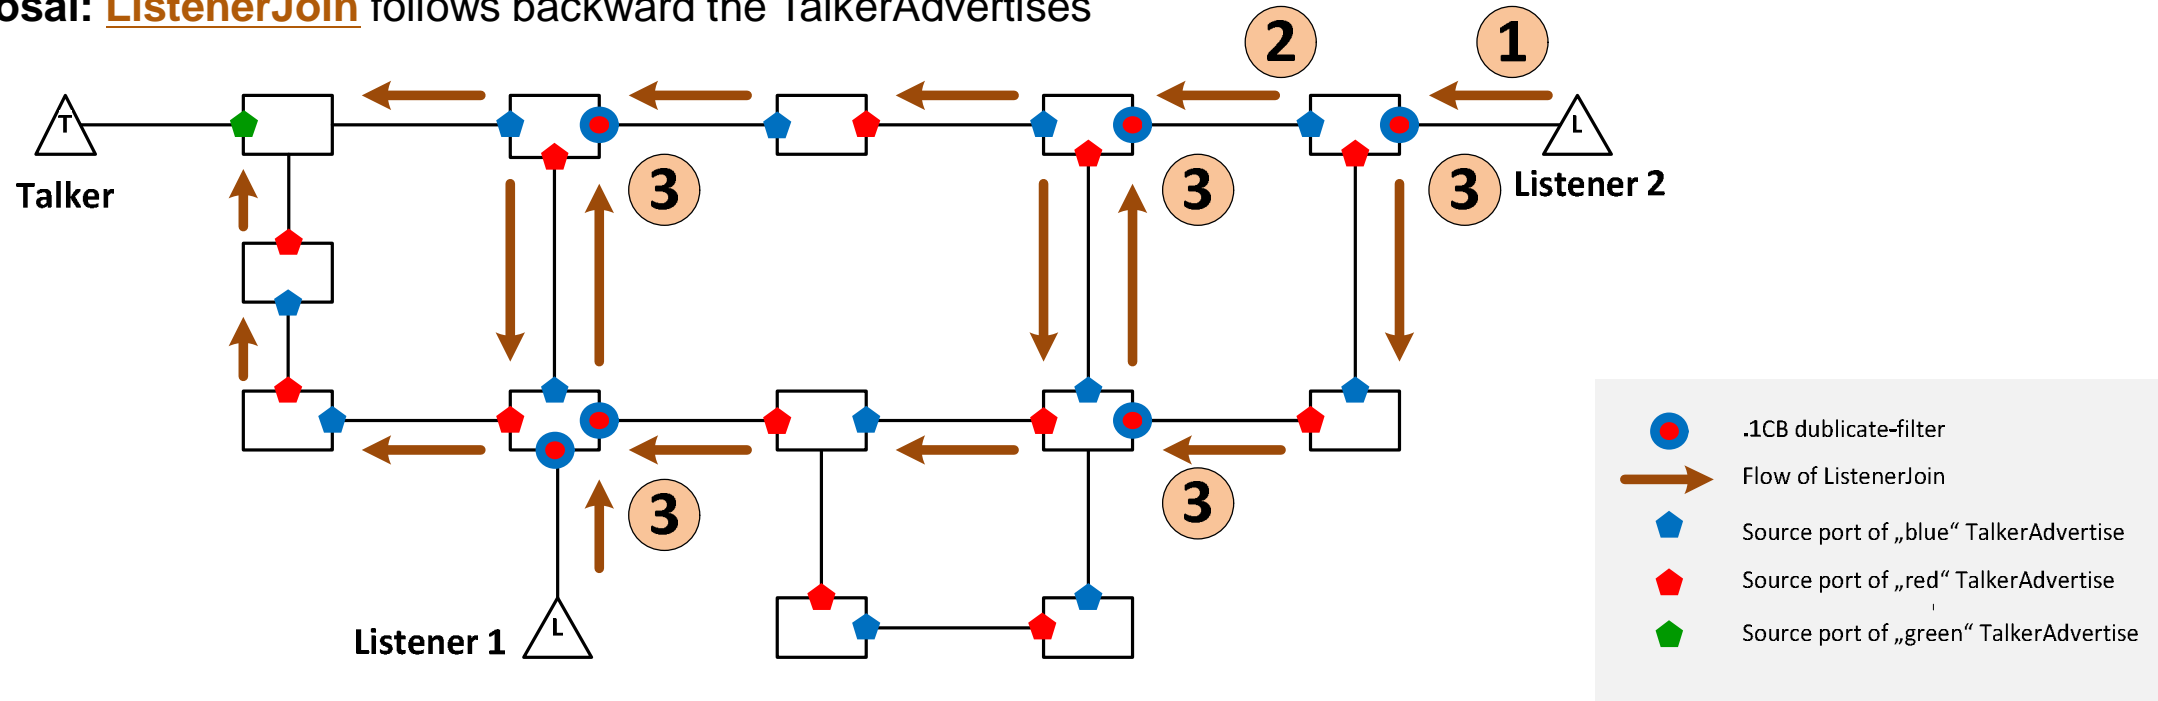 osal: ListenerJoin follows backward the TalkerAdvertises
2
1
T
L
Talker
3
3
3
Listener 2
3
3
L
Listener 1
.1CB dublicate-filter
Flow of ListenerJoin
Source port of „blue“ TalkerAdvertise
Source port of „red“ TalkerAdvertise
Source port of „green“ TalkerAdvertise